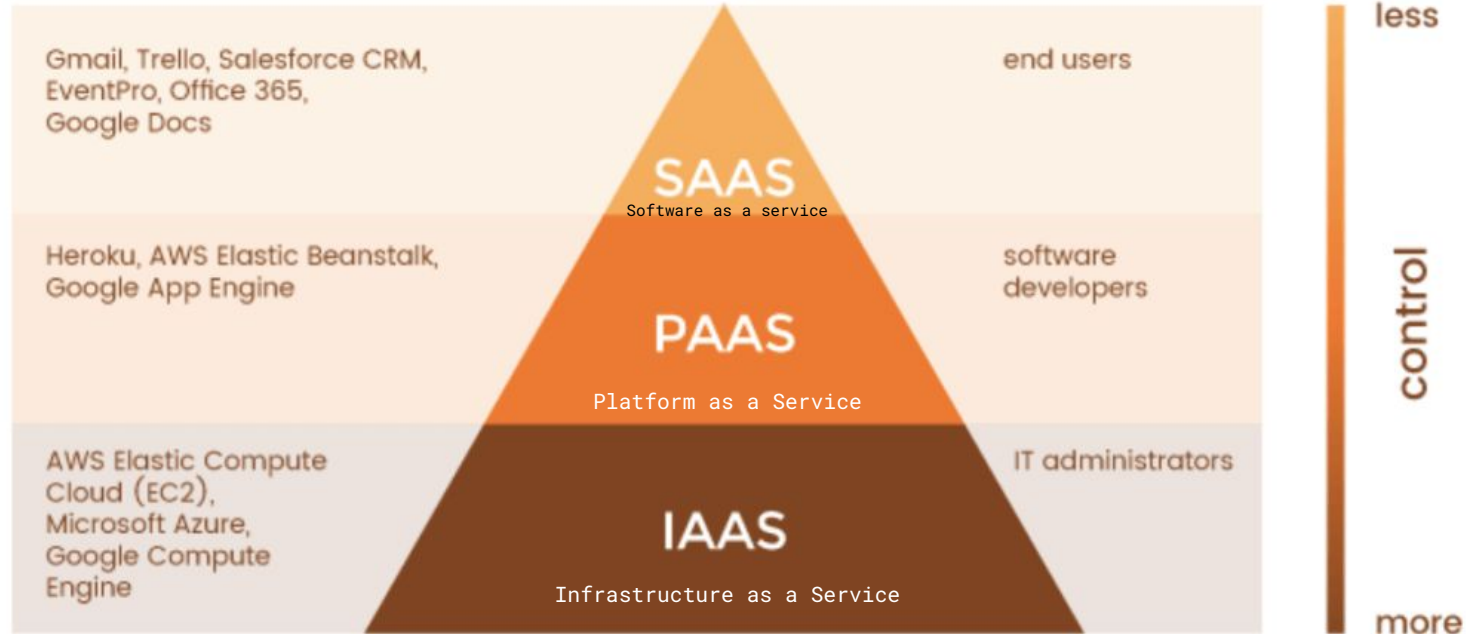 less
Gmail, Trello, Salesforce CRM,
EventPro, Office 365,
Google Docs
end users
SAAS
Software as a service
Heroku, AWS Elastic Beanstalk,
Google App Engine
software
developers
PAAS
Platform as a Service
control
AWS Elastic Compute
Cloud (EC2),
Microsoft Azure,
Google Compute
Engine
IT administrators
IAAS
Infrastructure as a Service
more